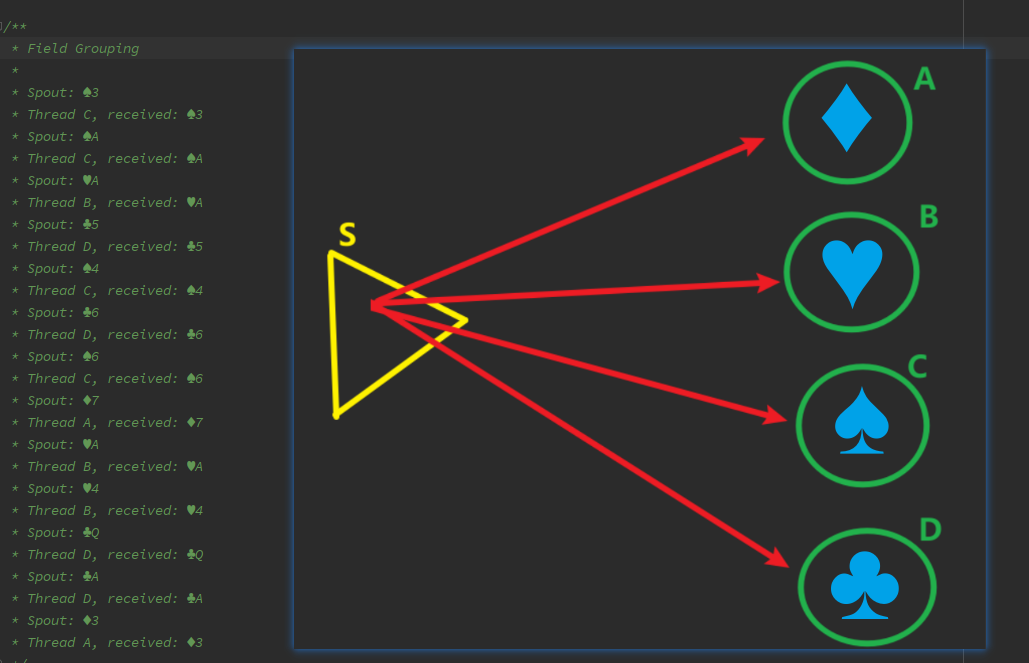 /**
* Field Grouping
*
* Spout: ♠3
* Thread C, received: ♠3
* Spout: ♠A
* Thread C, received: ♠A
* Spout: ♥A
* Thread B, received: ♥A
* Spout: ♣5
* Thread D, received: ♣5
* Spout: ♠4
* Thread C, received: ♠4
* Spout: ♣6
* Thread D, received: ♣6
* Spout: ♠6
* Thread C, received: ♠6
* Spout: ♦7
* Thread A, received: ♦7
* Spout: ♥A
* Thread B, received: ♥A
* Spout: ♥4
* Thread B, received: ♥4
* Spout: ♣Q
* Thread D, received: ♣Q
* Spout: ♣A
* Thread D, received: ♣A
* Spout: ♦3
* Thread A, received: ♦3
S
A
B
C
D